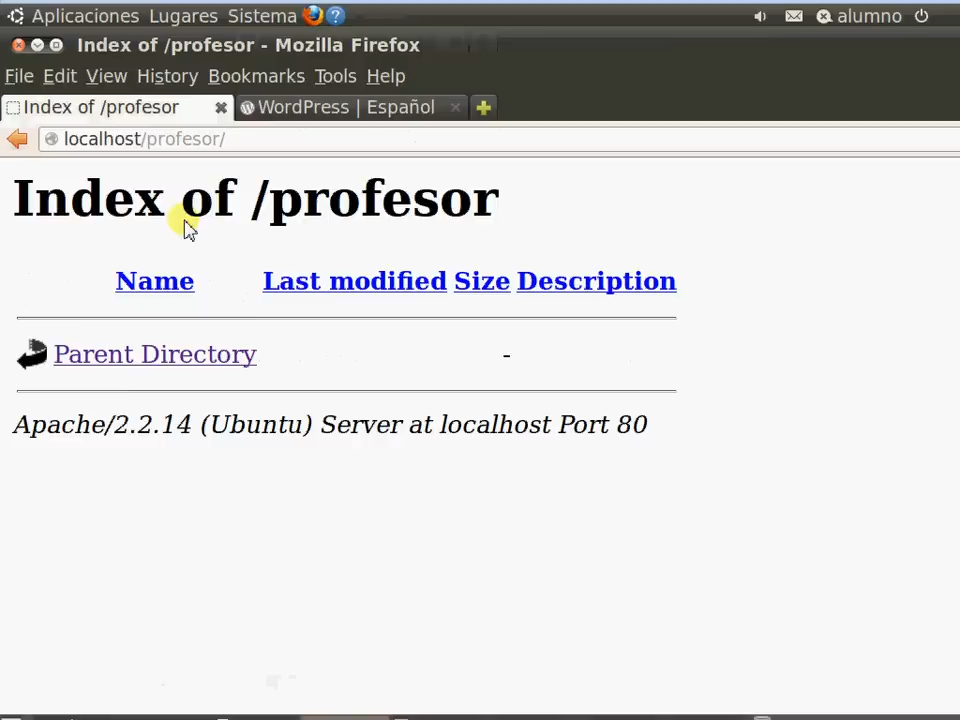 Aplicaciones Lugares Sistema alumno
Index of /profesor - Mozilla Firefox
File Edit View History Bookmarks Tools Help
Index of /profesor WordPress | Español
localhost/profesor/
Index of /profesor
Name Last modified Size Description
Parent Directory -
Apache/2.2.14 (Ubuntu) Server at localhost Port 80